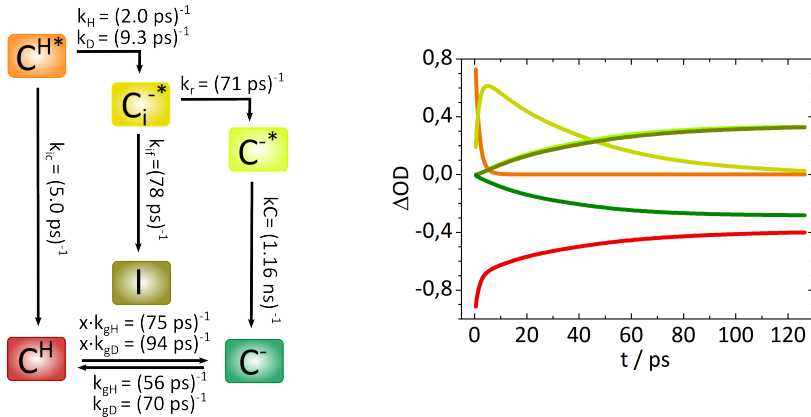 k_H = (2.0 ps)^-1
k_D = (9.3 ps)^-1
C^H*
k_r = (71 ps)^-1
C_i^-*
C^-*
k_ic = (5.0 ps)^-1
k_if = (78 ps)^-1
kC = (1.16 ns)^-1
I
x·k_gH = (75 ps)^-1
x·k_gD = (94 ps)^-1
C^H
C^-
k_gH = (56 ps)^-1
k_gD = (70 ps)^-1
0,8
0,4
0,0
-0,4
-0,8
ΔOD
0 20 40 60 80 100 120
t / ps